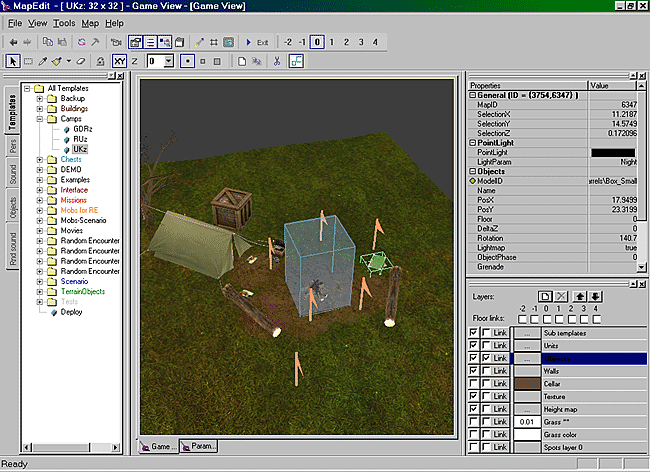 MapEdit - [ UKz: 32 x 32 ] - Game View - [Game View]
File View Tools Map Help
Exit -2 -1 0 1 2 3 4
XY Z 0
Templates
Pers
Sound
Objects
Rnd sound
All Templates
Backup
Buildings
Camps
GDRz
RUz
UKz
Chests
DEMO
Examples
Interface
Missions
Mobs for RE
Mobs-Scenario
Movies
Random Encounter
Random Encounter
Random Encounter
Scenario
TerrainObjects
Tests
Deploy
Game ...
Param...
Properties Value
General (ID = (3754,6347) )
MapID 6347
SelectionX 11.2187
SelectionY 14.5749
SelectionZ 0.172096
PointLight
PointLight
LightParam Night
Objects
ModelID arrels\Box_Small
Name
PosX 17.9499
PosY 23.3199
Floor 0
DeltaZ 0
Rotation 140.7
Lightmap true
ObjectPhase 0
Grenade
Layers:
-2 -1 0 1 2 3 4
Floor links:
Link ... Sub templates
Link ... Units
Link ... Objects
Link Walls
Link Cellar
Link Texture
Link ... Height map
Link 0.01 Grass **
Link Grass color
Link Spots layer 0
Ready